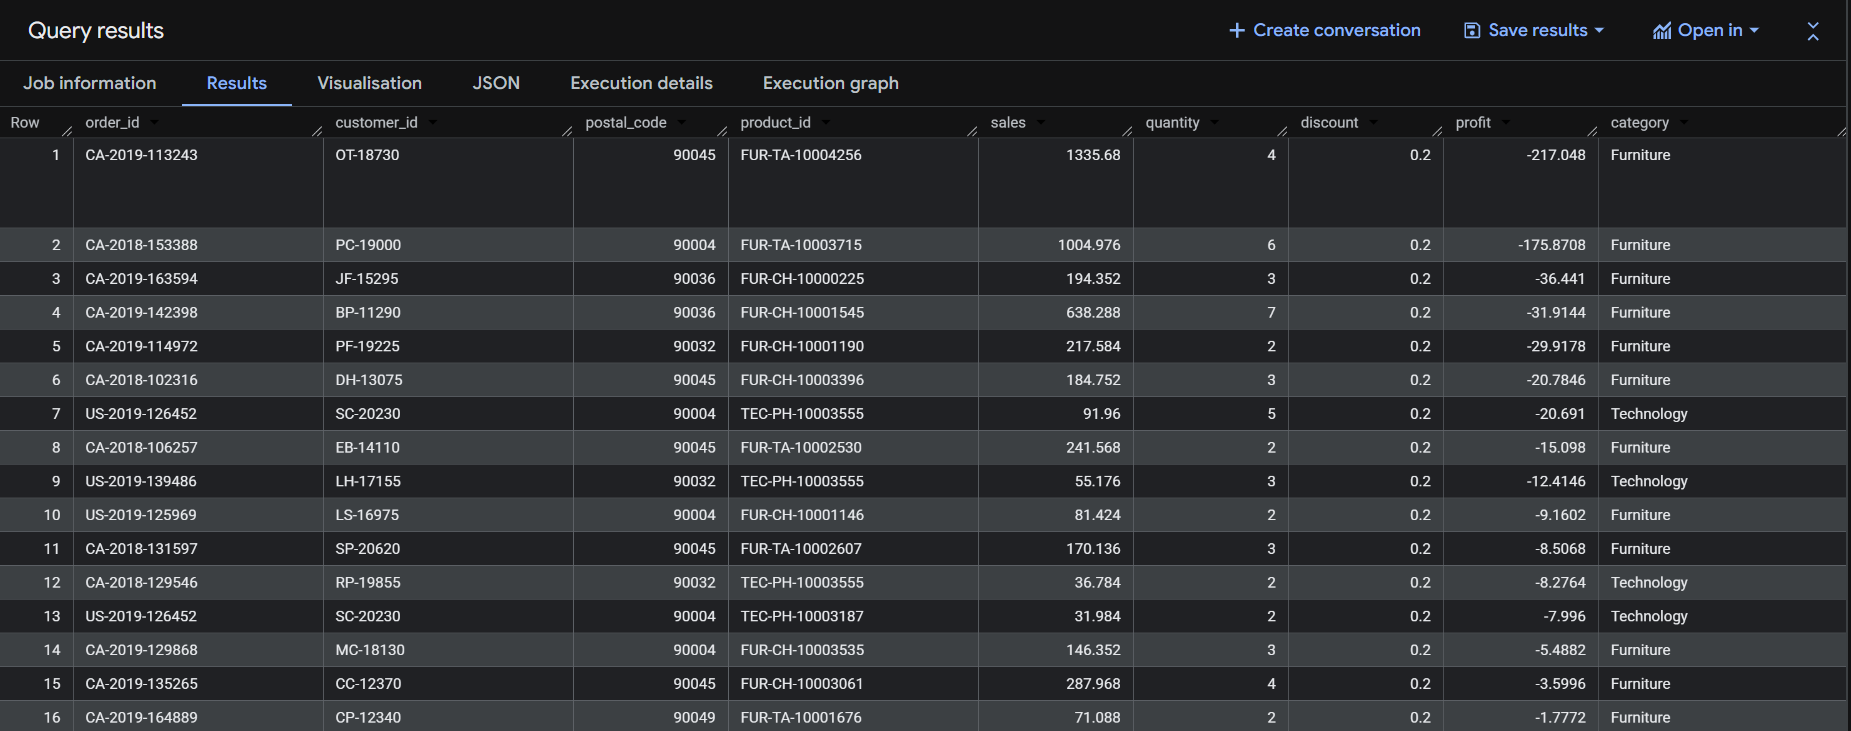 Query results + Create conversation Save results Open in
Job information Results Visualisation JSON Execution details Execution graph
Row order_id customer_id postal_code product_id sales quantity discount profit category
1 CA-2019-113243 OT-18730 90045 FUR-TA-10004256 1335.68 4 0.2 -217.048 Furniture
2 CA-2018-153388 PC-19000 90004 FUR-TA-10003715 1004.976 6 0.2 -175.8708 Furniture
3 CA-2019-163594 JF-15295 90036 FUR-CH-10000225 194.352 3 0.2 -36.441 Furniture
4 CA-2019-142398 BP-11290 90036 FUR-CH-10001545 638.288 7 0.2 -31.9144 Furniture
5 CA-2019-114972 PF-19225 90032 FUR-CH-10001190 217.584 2 0.2 -29.9178 Furniture
6 CA-2018-102316 DH-13075 90045 FUR-CH-10003396 184.752 3 0.2 -20.7846 Furniture
7 US-2019-126452 SC-20230 90004 TEC-PH-10003555 91.96 5 0.2 -20.691 Technology
8 CA-2018-106257 EB-14110 90045 FUR-TA-10002530 241.568 2 0.2 -15.098 Furniture
9 US-2019-139486 LH-17155 90032 TEC-PH-10003555 55.176 3 0.2 -12.4146 Technology
10 US-2019-125969 LS-16975 90004 FUR-CH-10001146 81.424 2 0.2 -9.1602 Furniture
11 CA-2018-131597 SP-20620 90045 FUR-TA-10002607 170.136 3 0.2 -8.5068 Furniture
12 CA-2018-129546 RP-19855 90032 TEC-PH-10003555 36.784 2 0.2 -8.2764 Technology
13 US-2019-126452 SC-20230 90004 TEC-PH-10003187 31.984 2 0.2 -7.996 Technology
14 CA-2019-129868 MC-18130 90004 FUR-CH-10003535 146.352 3 0.2 -5.4882 Furniture
15 CA-2019-135265 CC-12370 90045 FUR-CH-10003061 287.968 4 0.2 -3.5996 Furniture
16 CA-2019-164889 CP-12340 90049 FUR-TA-10001676 71.088 2 0.2 -1.7772 Furniture